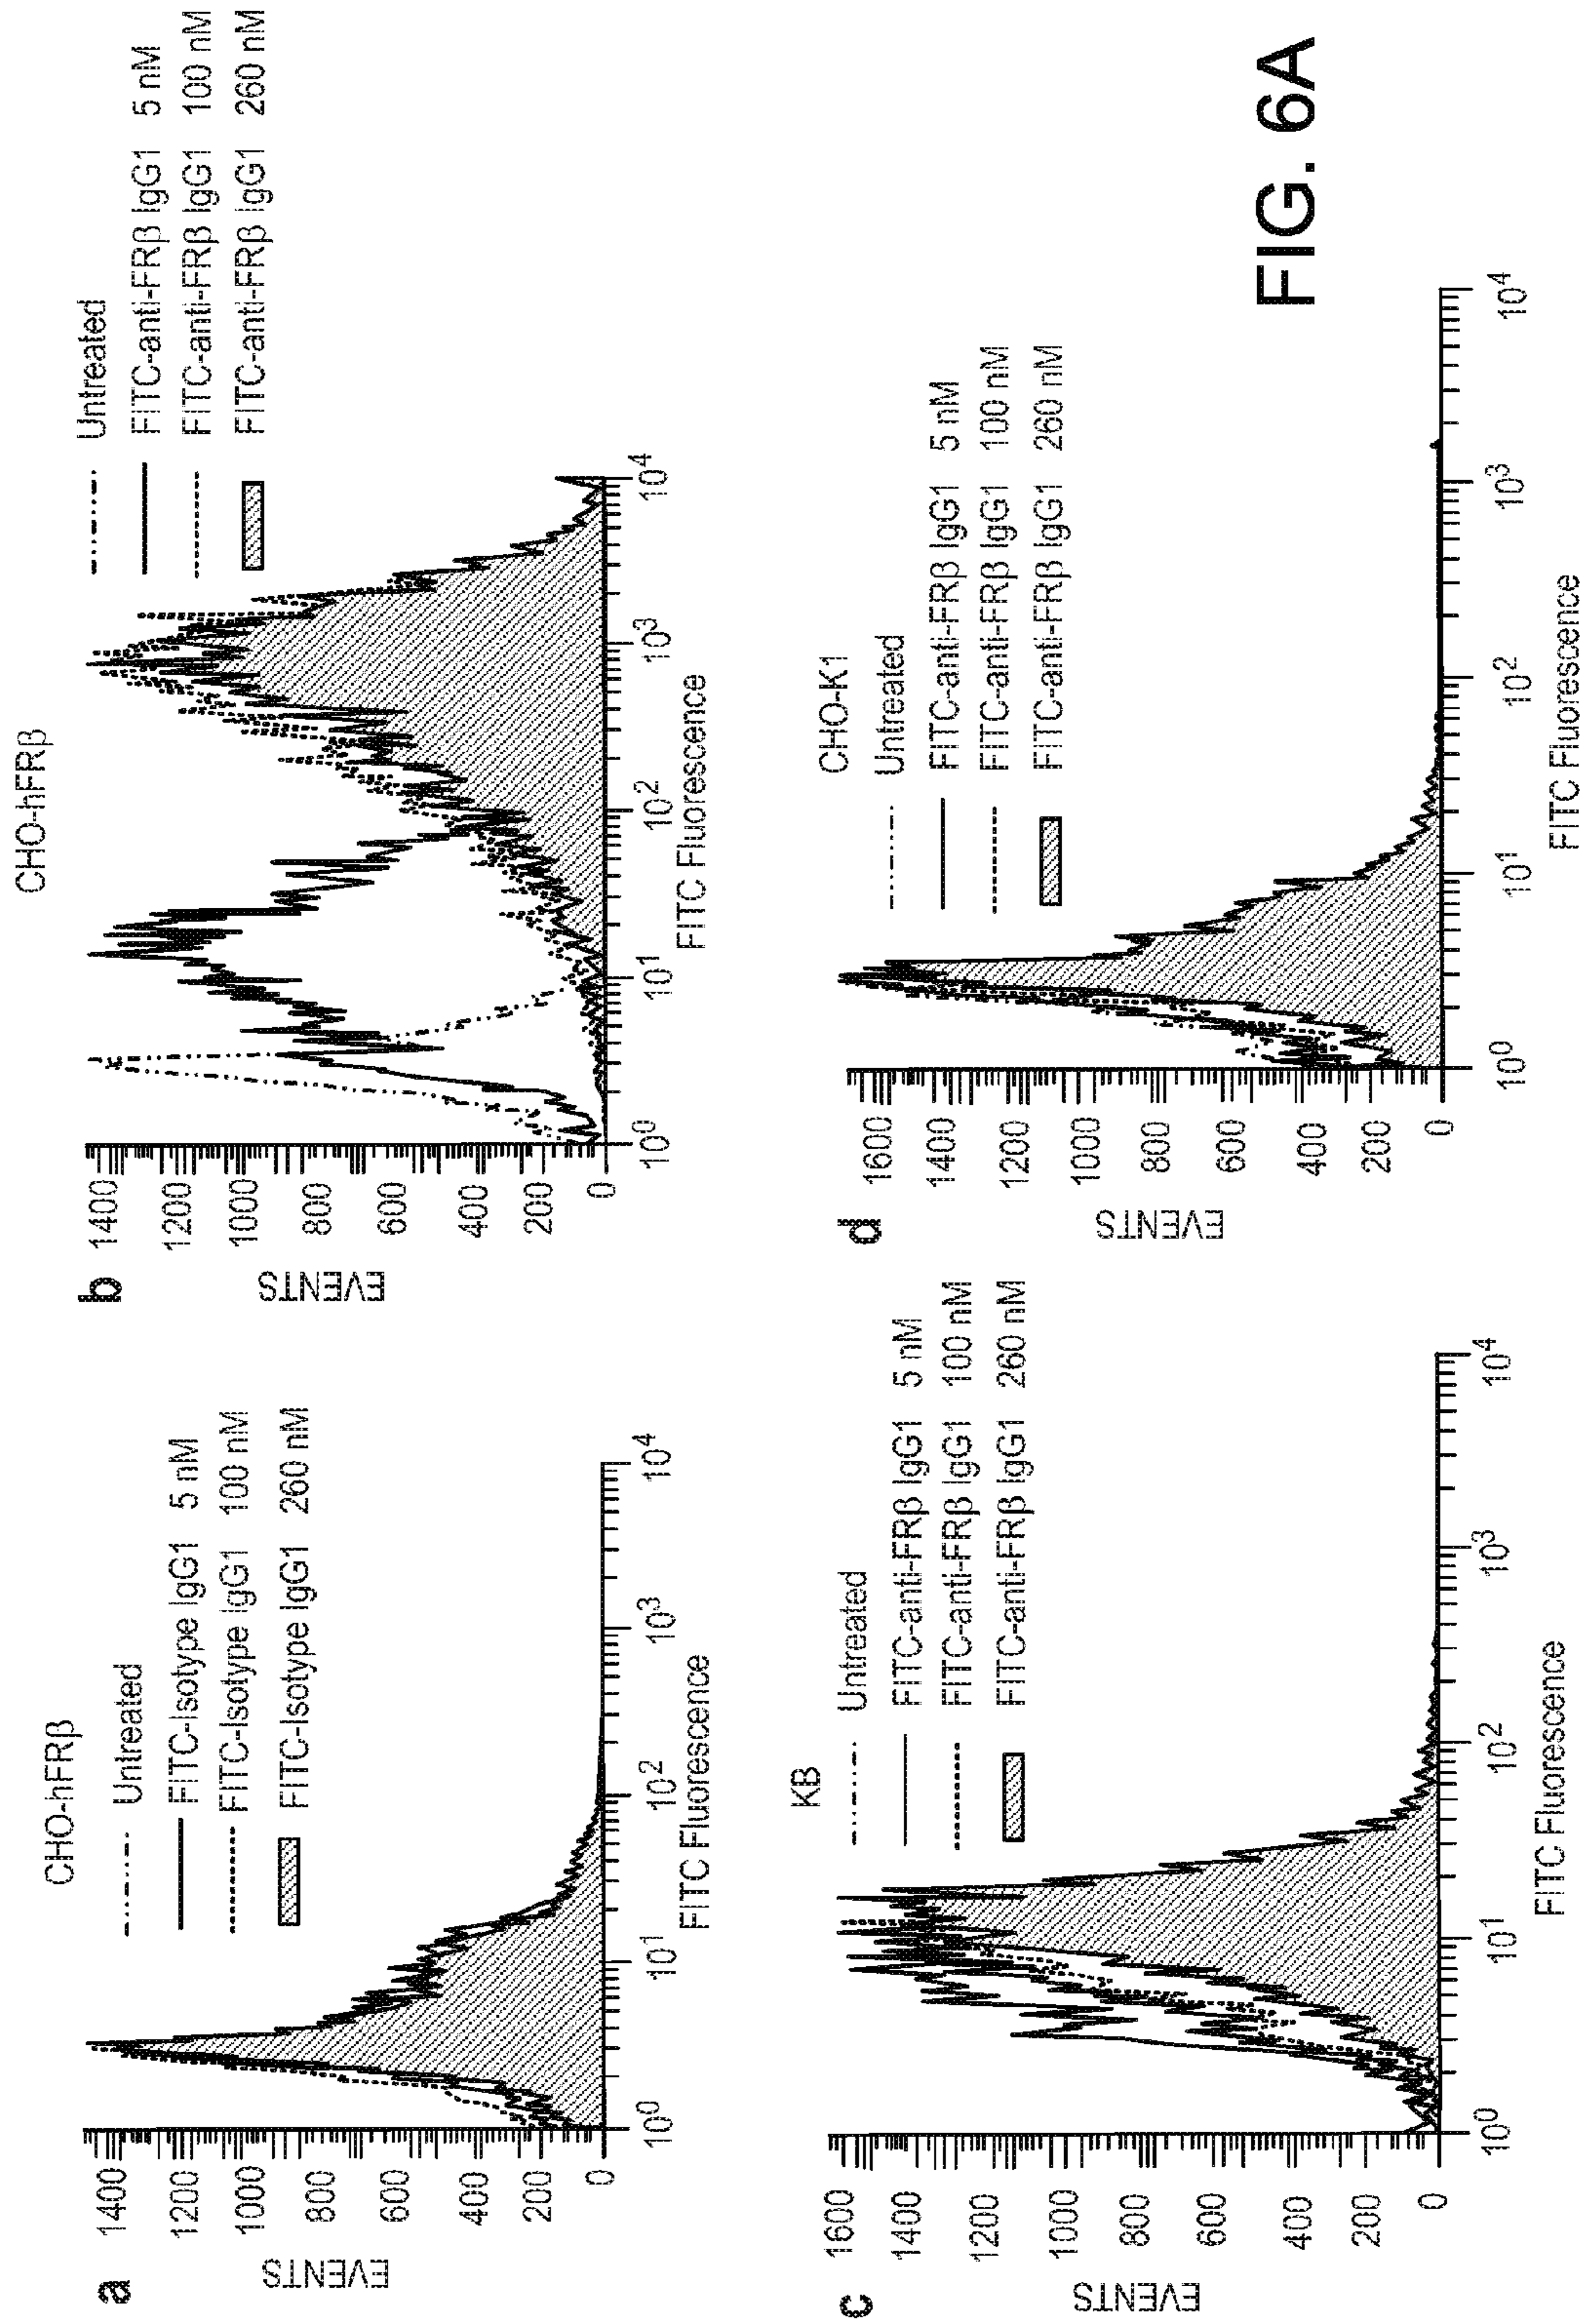 a
CHO-hFRβ
Untreated
FITC-Isotype IgG1 5 nM
FITC-Isotype IgG1 100 nM
FITC-Isotype IgG1 260 nM
EVENTS
1400
1200
1000
800
600
400
200
0
10^0 10^1 10^2 10^3 10^4
FITC Fluorescence
b
CHO-hFRβ
Untreated
FITC-anti-FRβ IgG1 5 nM
FITC-anti-FRβ IgG1 100 nM
FITC-anti-FRβ IgG1 260 nM
EVENTS
1400
1200
1000
800
600
400
200
0
10^0 10^1 10^2 10^3 10^4
FITC Fluorescence
c
KB
Untreated
FITC-anti-FRβ IgG1 5 nM
FITC-anti-FRβ IgG1 100 nM
FITC-anti-FRβ IgG1 260 nM
EVENTS
1600
1400
1200
1000
800
600
400
200
0
10^0 10^1 10^2 10^3 10^4
FITC Fluorescence
d
CHO-K1
Untreated
FITC-anti-FRβ IgG1 5 nM
FITC-anti-FRβ IgG1 100 nM
FITC-anti-FRβ IgG1 260 nM
EVENTS
1600
1400
1200
1000
800
600
400
200
0
10^0 10^1 10^2 10^3 10^4
FITC Fluorescence
FIG. 6A